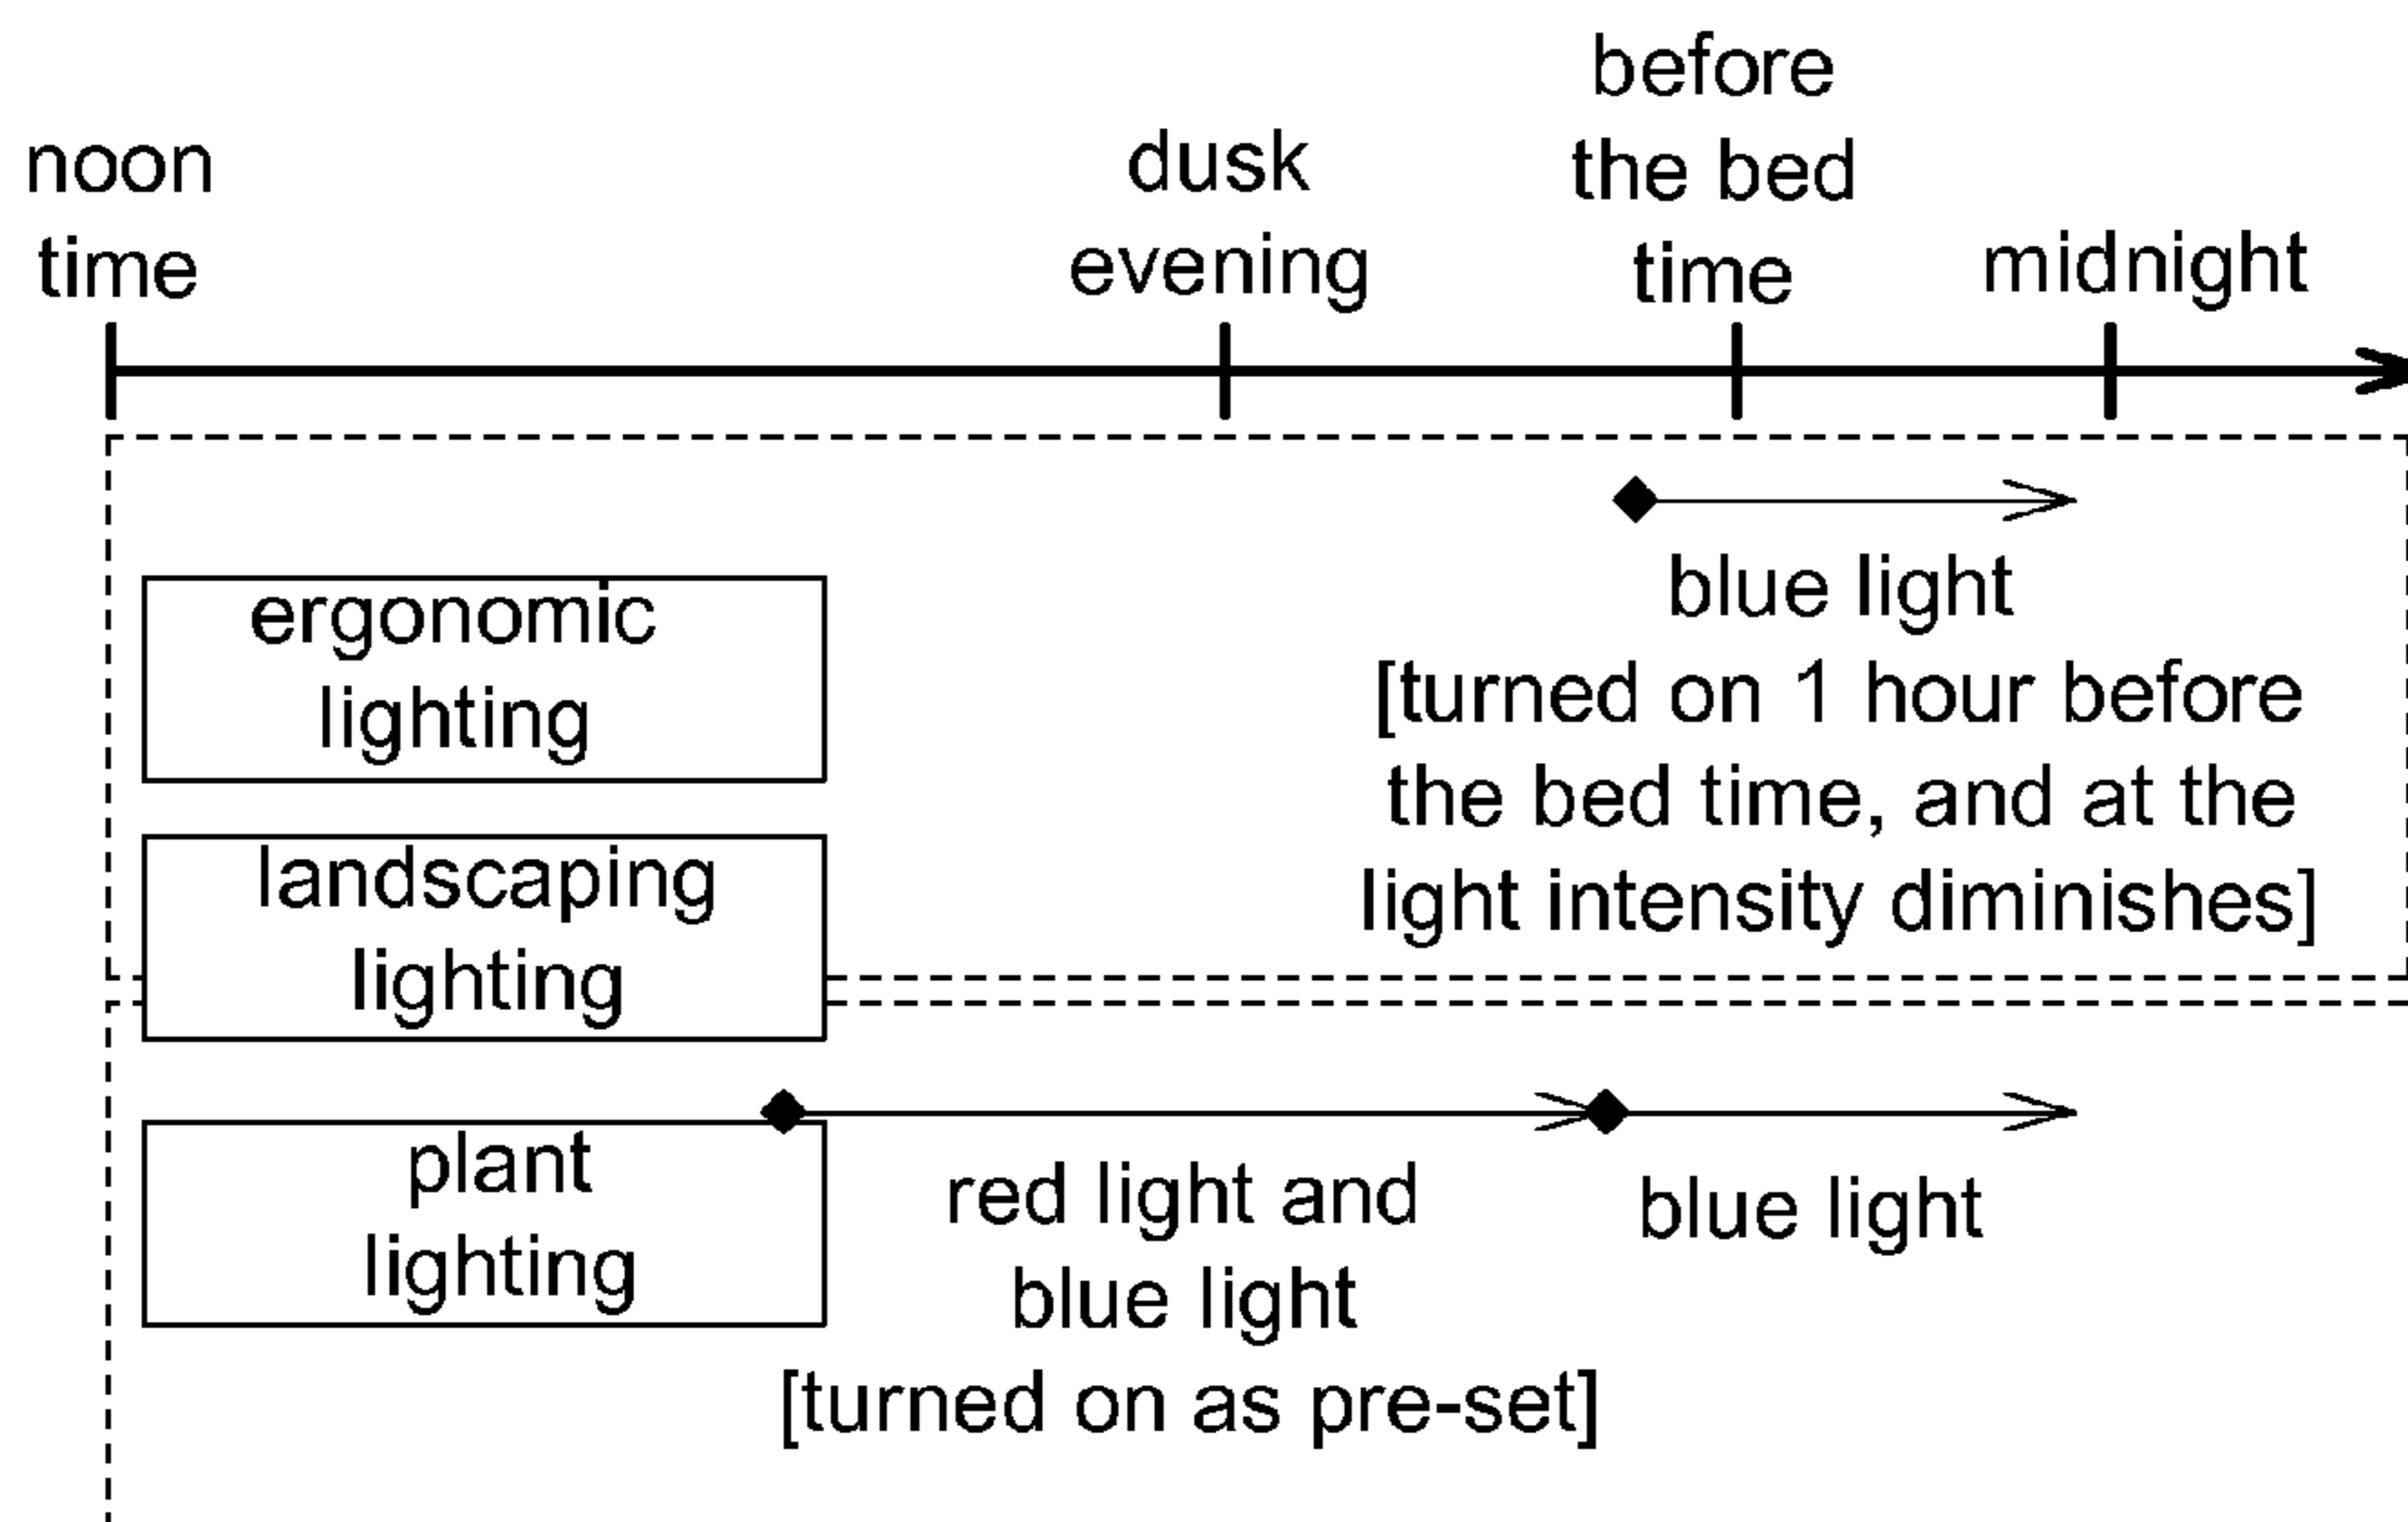 noon
time
dusk
evening
before
the bed
time
midnight
ergonomic
lighting
blue light
[turned on 1 hour before
the bed time, and at the
light intensity diminishes]
landscaping
lighting
plant
lighting
red light and
blue light
[turned on as pre-set]
blue light